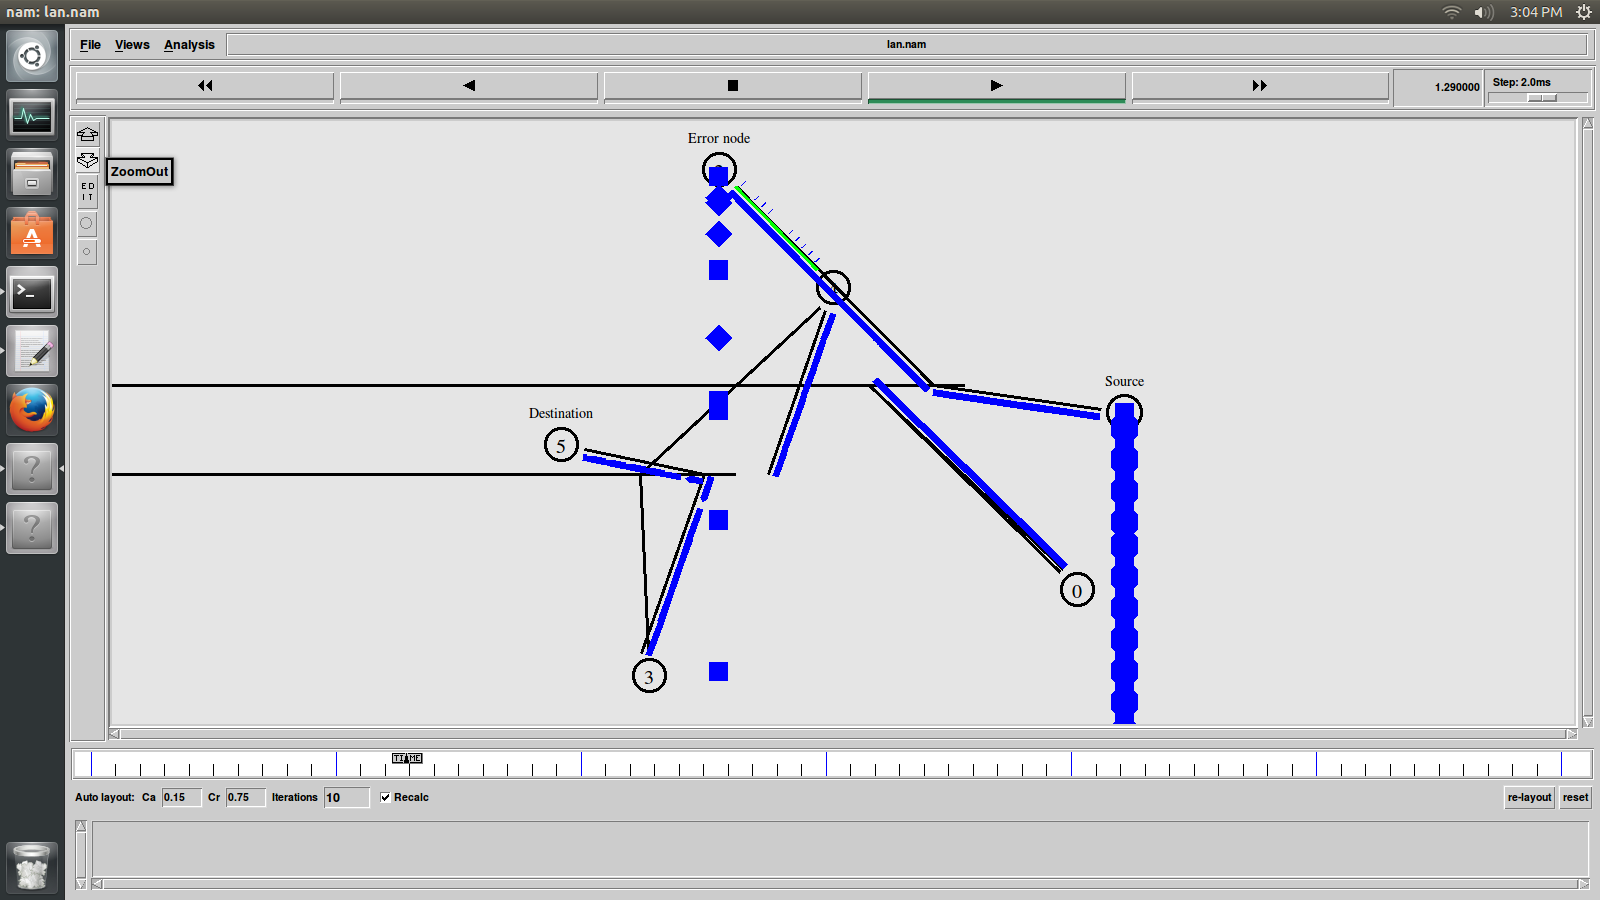 nam: lan.nam
3:04 PM
File Views Analysis
lan.nam
1.290000
Step: 2.0ms
ZoomOut
ED
IT
Error node
Source
Destination
5
0
3
TIME
Auto layout: Ca 0.15 Cr 0.75 Iterations 10 Recalc
re-layout reset